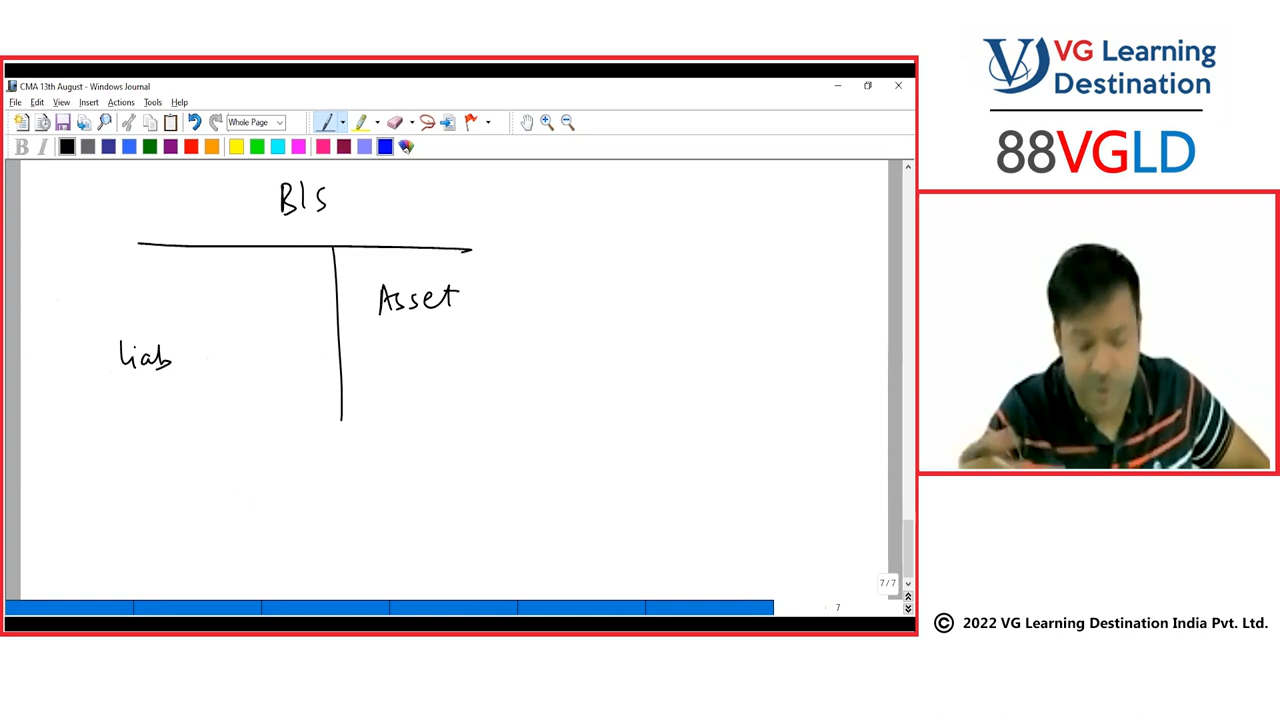 CMA 13th August - Windows Journal
File Edit View Insert Actions Tools Help
Whole Page
B I
B/S
Asset
liab
7/7
7
VG Learning
Destination
88VGLD
© 2022 VG Learning Destination India Pvt. Ltd.